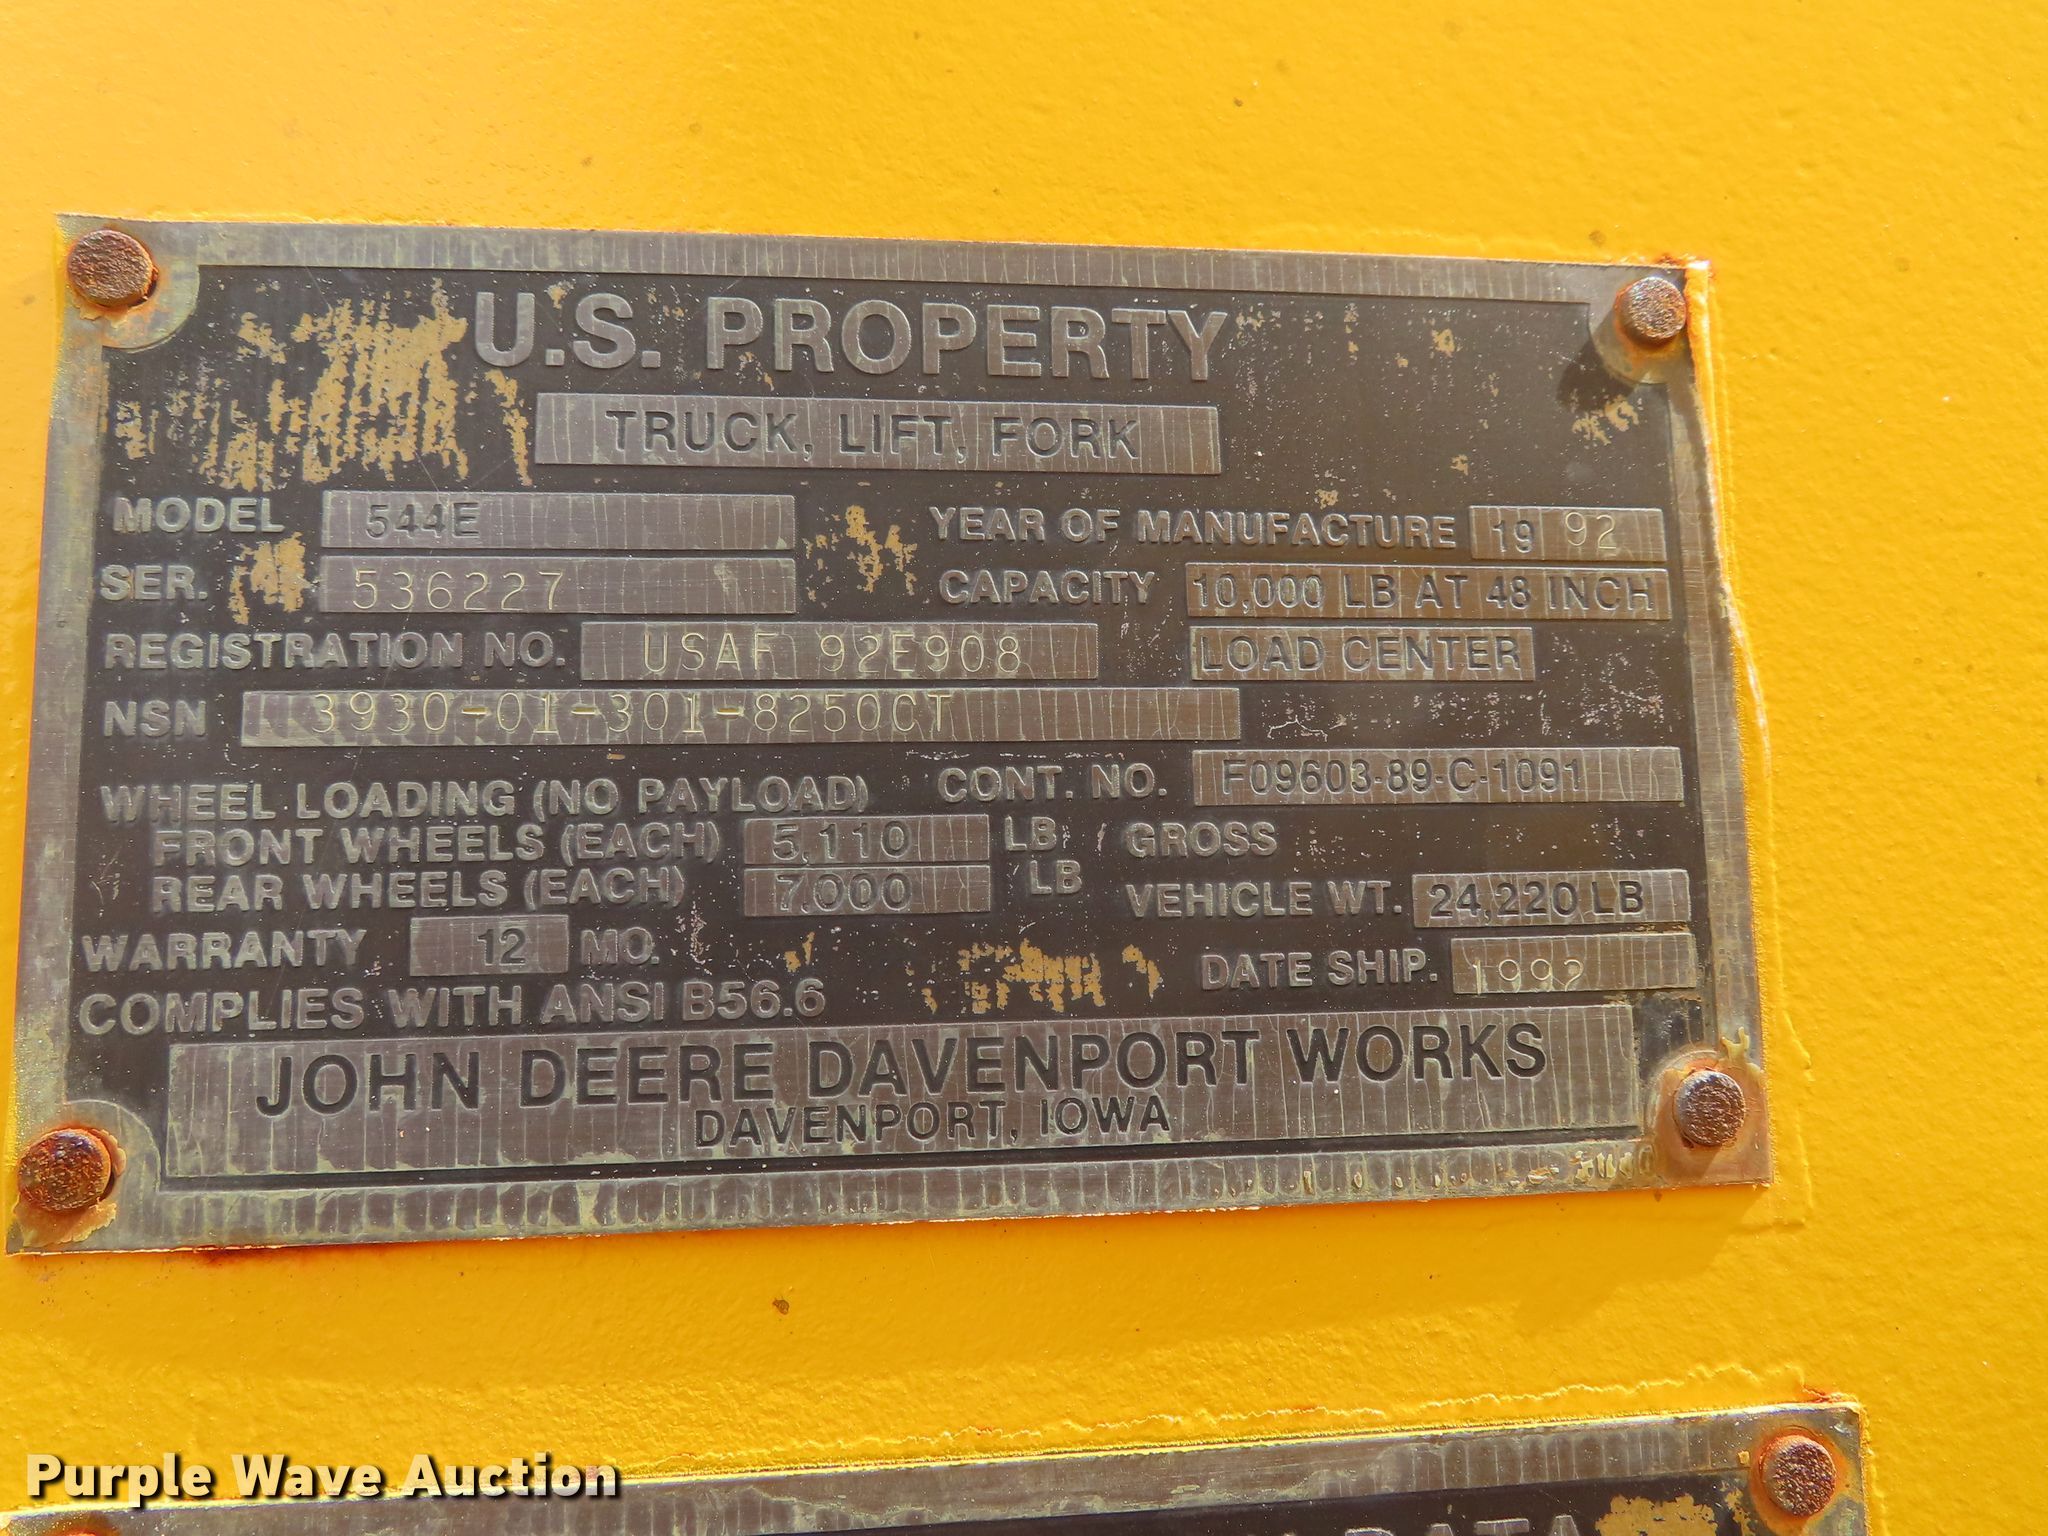 U.S. PROPERTY
TRUCK, LIFT, FORK
MODEL 544E
YEAR OF MANUFACTURE 19 92
SER. 536227
CAPACITY 10,000 LB AT 48 INCH
REGISTRATION NO. USAF 92E908
LOAD CENTER
NSN 3930-01-301-8250CT
WHEEL LOADING (NO PAYLOAD)
CONT. NO. F09603-89-C-1091
FRONT WHEELS (EACH) 5,110 LB
GROSS
REAR WHEELS (EACH) 7,000 LB
VEHICLE WT. 24,220 LB
WARRANTY 12 MO.
DATE SHIP. 1992
COMPLIES WITH ANSI B56.6
JOHN DEERE DAVENPORT WORKS
DAVENPORT, IOWA
DATA
Purple Wave Auction